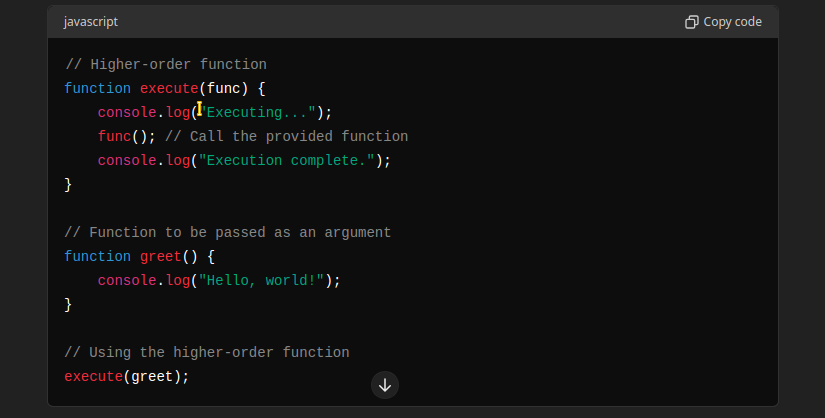 javascript
Copy code
// Higher-order function
function execute(func) {
    console.log("Executing...");
    func(); // Call the provided function
    console.log("Execution complete.");
}

// Function to be passed as an argument
function greet() {
    console.log("Hello, world!");
}

// Using the higher-order function
execute(greet);